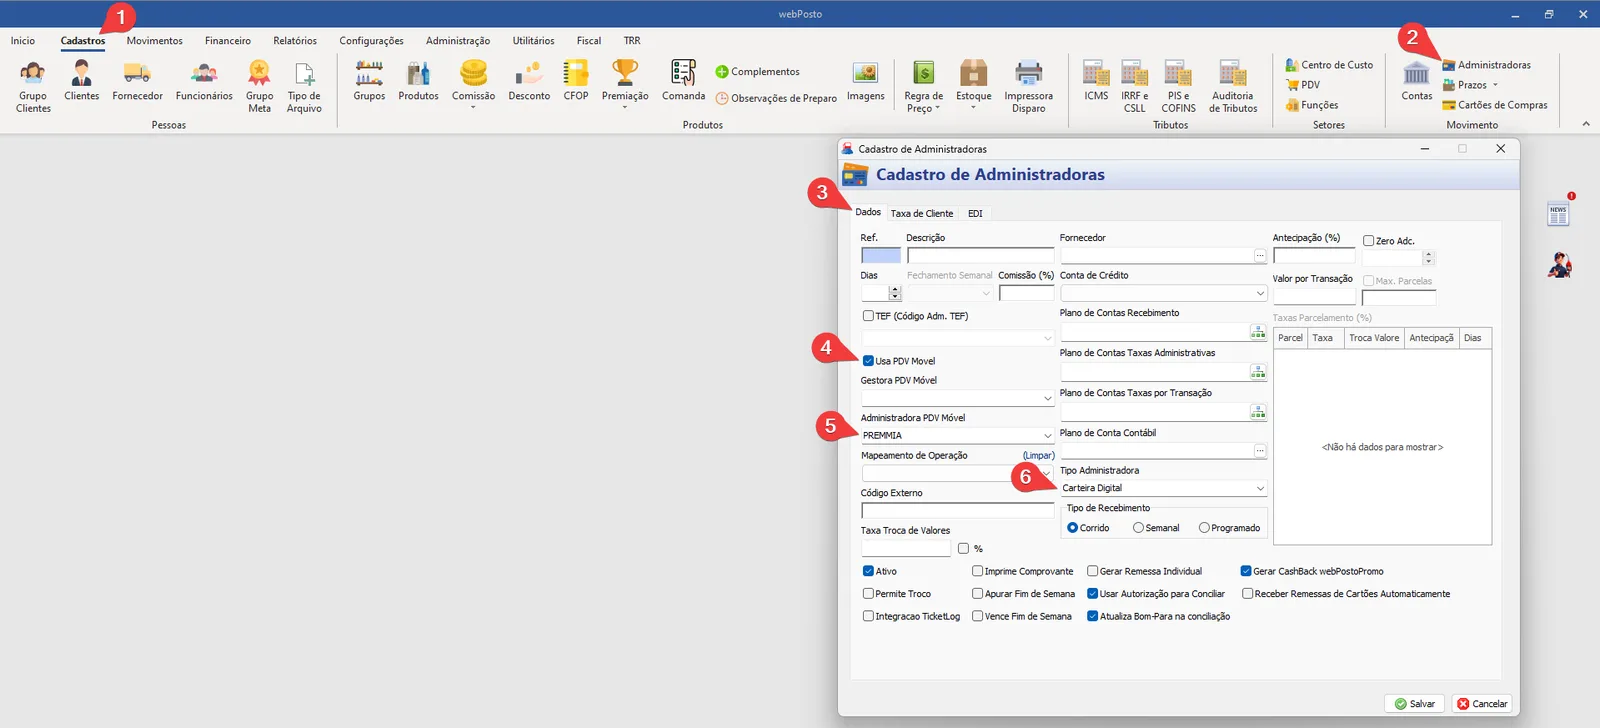 webPosto
1
2
Inicio Cadastros Movimentos Financeiro Relatórios Configurações Administração Utilitários Fiscal TRR
Grupo Clientes
Clientes
Fornecedor
Funcionários
Grupo Meta
Tipo de Arquivo
Pessoas
Grupos
Produtos
Comissão
Desconto
CFOP
Premiação
Comanda
Complementos
Observações de Preparo
Imagens
Regra de Preço
Estoque
Impressora Disparo
Produtos
ICMS
IRRF e CSLL
PIS e COFINS
Auditoria de Tributos
Tributos
Centro de Custo
PDV
Funções
Setores
Contas
Administradoras
Prazos
Cartões de Compras
Movimento
Cadastro de Administradoras
Cadastro de Administradoras
NEWS
!
3
Dados Taxa de Cliente EDI
Ref. Descrição Fornecedor Antecipação (%) Zero Adc.
Dias Fechamento Semanal Comissão (%) Conta de Crédito Valor por Transação Max. Parcelas
TEF (Código Adm. TEF)
Plano de Contas Recebimento
Taxas Parcelamento (%)
Parcel Taxa Troca Valore Antecipaçã Dias
<Não há dados para mostrar>
4
Usa PDV Movel
Plano de Contas Taxas Administrativas
Gestora PDV Móvel
Plano de Contas Taxas por Transação
5
Administradora PDV Móvel
PREMMIA
Plano de Conta Contábil
Mapeamento de Operação (Limpar)
6
Tipo Administradora
Carteira Digital
Código Externo
Tipo de Recebimento
Corrido Semanal Programado
Taxa Troca de Valores
%
Ativo Imprime Comprovante Gerar Remessa Individual Gerar CashBack webPostoPromo
Permite Troco Apurar Fim de Semana Usar Autorização para Conciliar Receber Remessas de Cartões Automaticamente
Integracao TicketLog Vence Fim de Semana Atualiza Bom-Para na conciliação
Salvar Cancelar